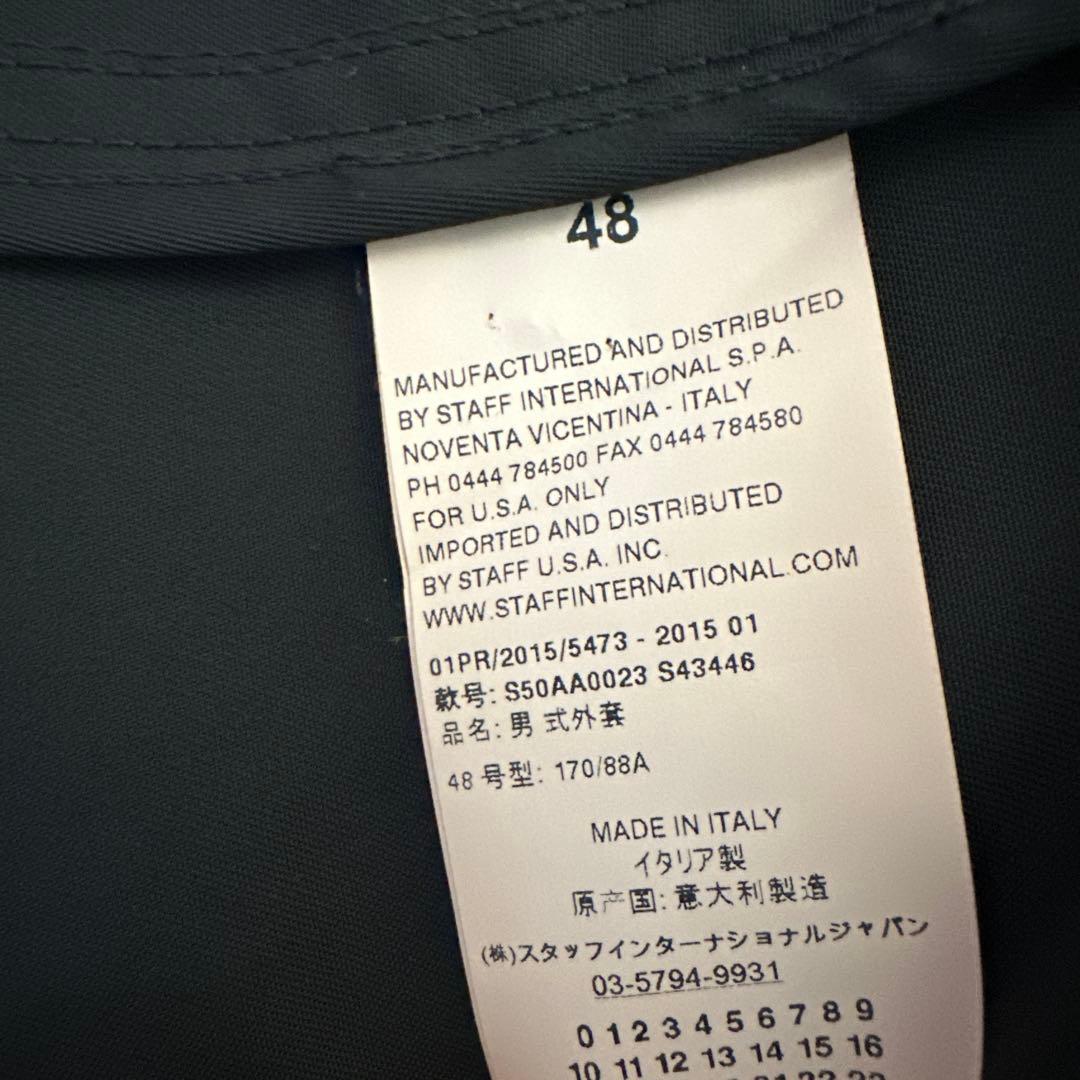 48
MANUFACTURED AND DISTRIBUTED
BY STAFF INTERNATIONAL S.P.A.
NOVENTA VICENTINA - ITALY
PH 0444 784500 FAX 0444 784580
FOR U.S.A. ONLY
IMPORTED AND DISTRIBUTED
BY STAFF U.S.A. INC.
WWW.STAFFINTERNATIONAL.COM
01PR/2015/5473 - 2015 01
款号: S50AA0023 S43446
品名: 男 式外套
48 号型: 170/88A
MADE IN ITALY
イタリア製
原产国: 意大利製造
(株)スタッフインターナショナルジャパン
03-5794-9931
0 1 2 3 4 5 6 7 8 9
10 11 12 13 14 15 16